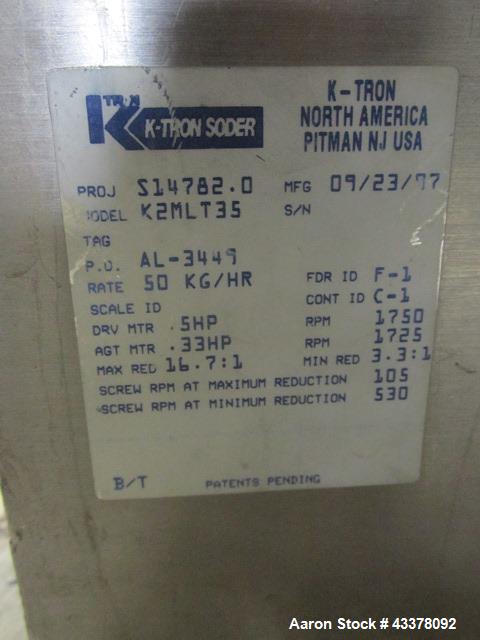 K-TRON
K-TRON SODER
K-TRON
NORTH AMERICA
PITMAN NJ USA
PROJ S14782.0 MFG 09/23/97
MODEL K2MLT35 S/N
TAG
P.O. AL-3449
RATE 50 KG/HR FDR ID F-1
SCALE ID CONT ID C-1
DRV MTR .5HP RPM 1750
AGT MTR .33HP RPM 1725
MAX RED 16.7:1 MIN RED 3.3:1
SCREW RPM AT MAXIMUM REDUCTION 105
SCREW RPM AT MINIMUM REDUCTION 530
B/T PATENTS PENDING
Aaron Stock # 43378092